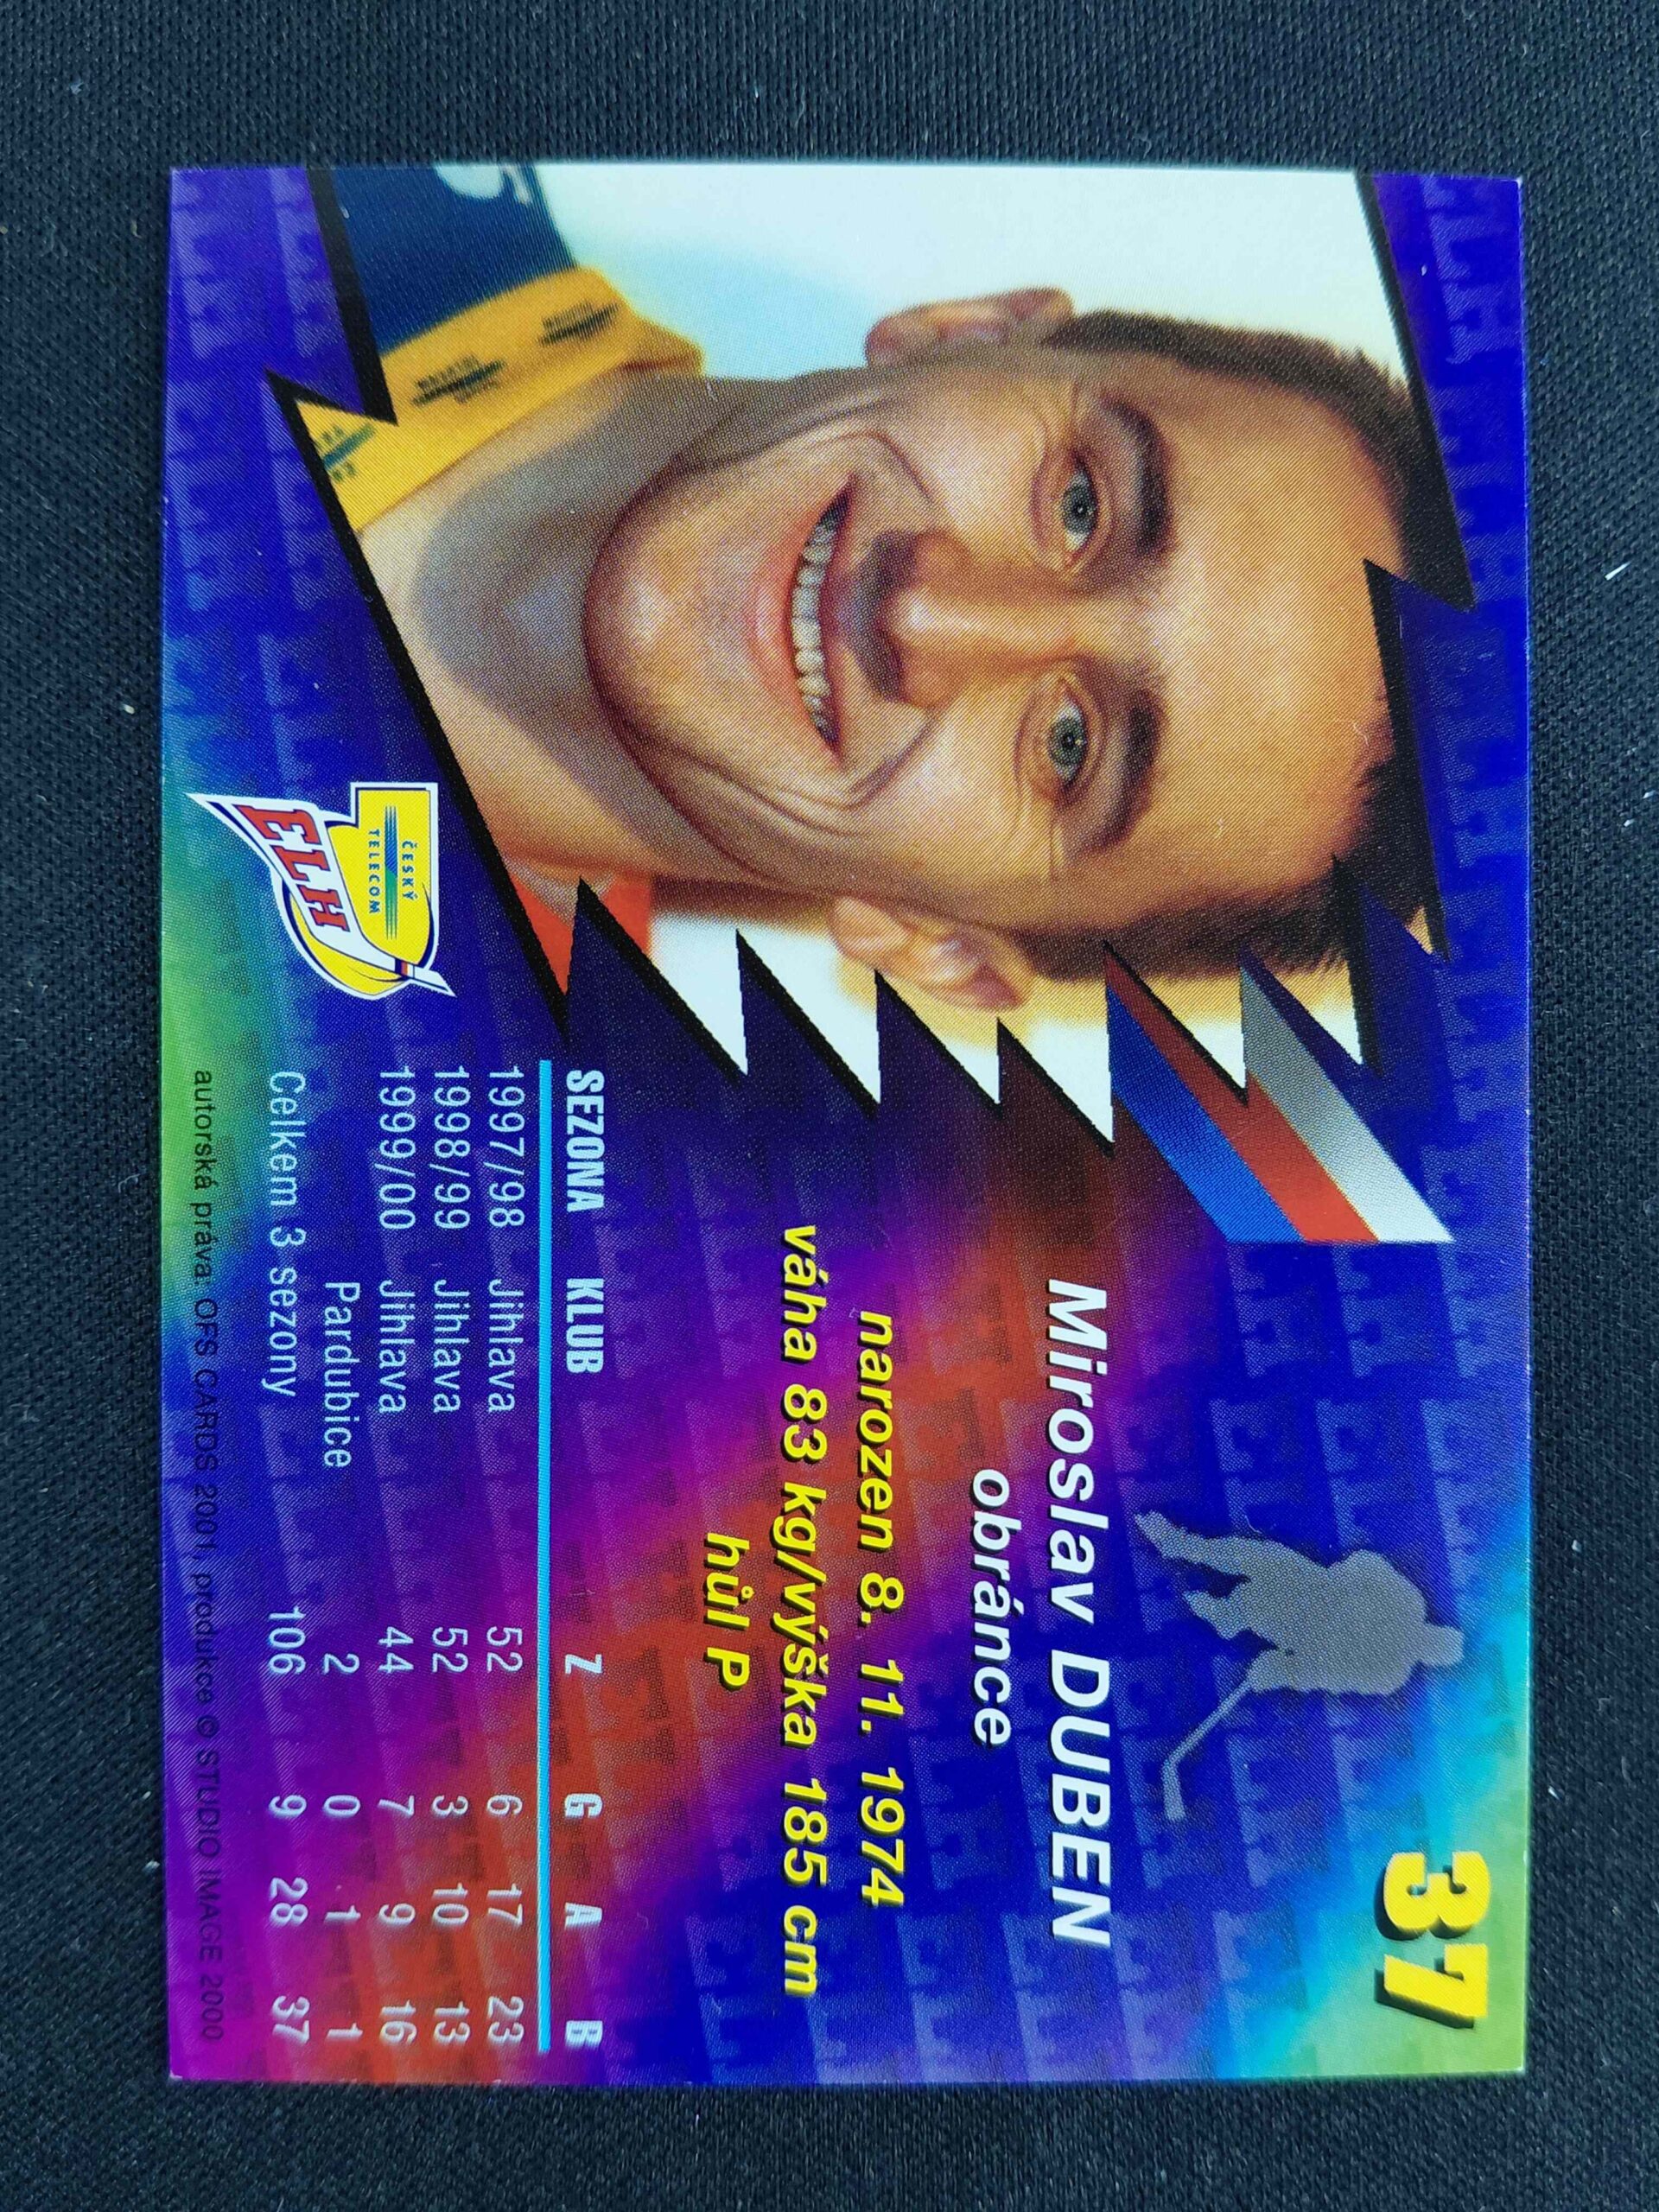 37
Miroslav DUBEN
obránce
narozen 8. 11. 1974
váha 83 kg/výška 185 cm
hůl P
SEZONA KLUB Z G A B
1997/98 Jihlava 52 6 17 23
1998/99 Jihlava 52 3 10 13
1999/00 Jihlava 44 7 9 16
Pardubice 2 0 1 1
Celkem 3 sezony 106 9 28 37
ČESKÝ
TELECOM
ELH
autorská práva OFS CARDS 2001, produkce © STUDIO IMAGE 2000